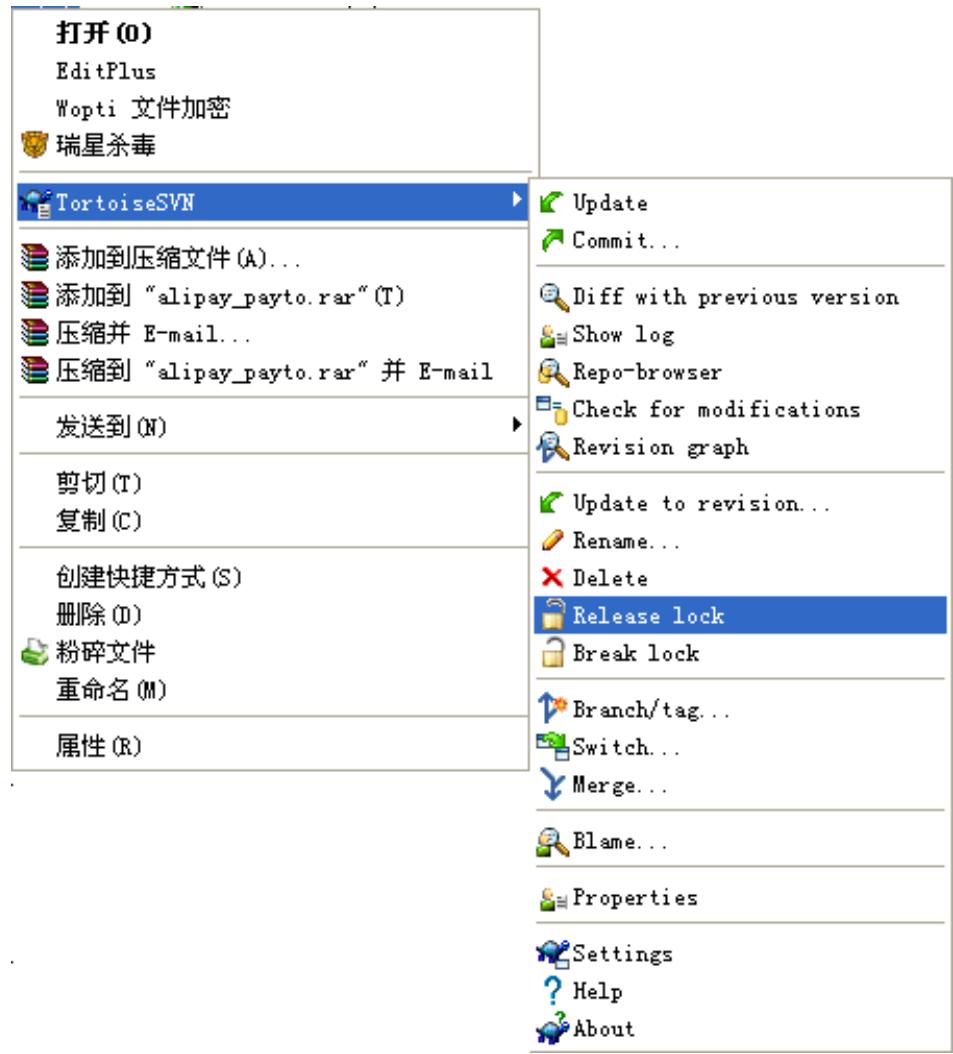 打开(O)
EditPlus
Wopti 文件加密
瑞星杀毒
TortoiseSVN
添加到压缩文件(A)...
添加到 "alipay_payto.rar"(T)
压缩并 E-mail...
压缩到 "alipay_payto.rar" 并 E-mail
发送到(N)
剪切(T)
复制(C)
创建快捷方式(S)
删除(D)
粉碎文件
重命名(M)
属性(R)
Update
Commit...
Diff with previous version
Show log
Repo-browser
Check for modifications
Revision graph
Update to revision...
Rename...
Delete
Release lock
Break lock
Branch/tag...
Switch...
Merge...
Blame...
Properties
Settings
Help
About